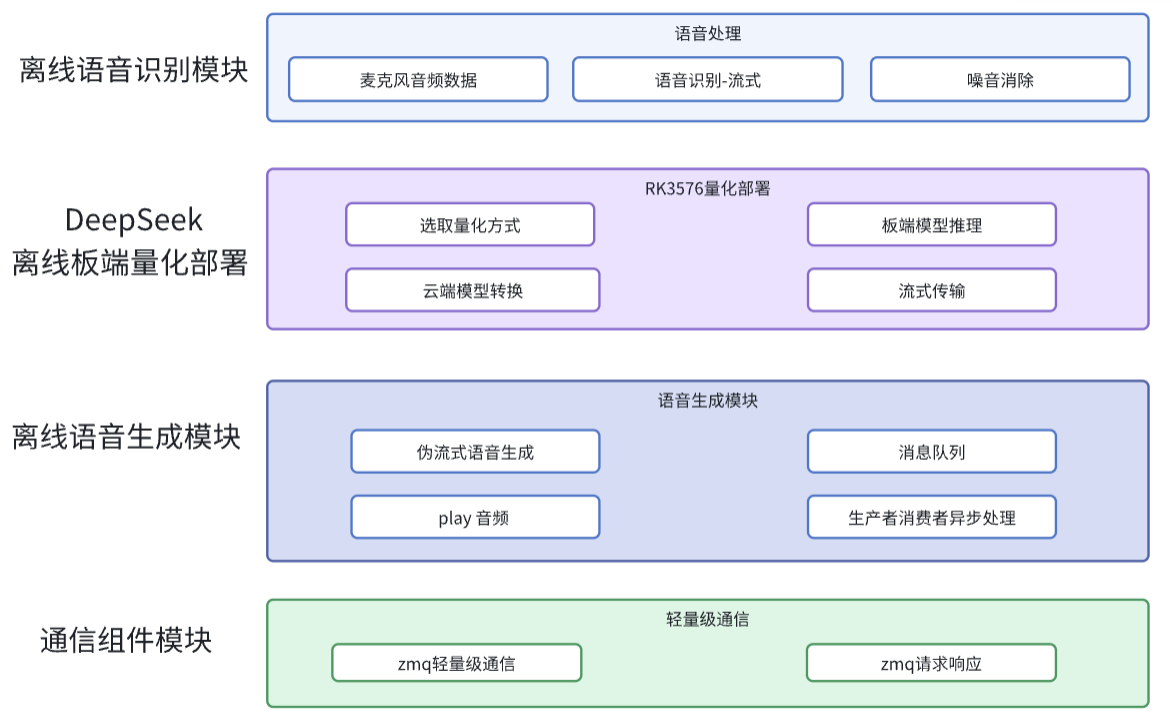 离线语音识别模块
语音处理
麦克风音频数据
语音识别-流式
噪音消除
DeepSeek
离线板端量化部署
RK3576量化部署
选取量化方式
板端模型推理
云端模型转换
流式传输
离线语音生成模块
语音生成模块
伪流式语音生成
消息队列
play 音频
生产者消费者异步处理
通信组件模块
轻量级通信
zmq轻量级通信
zmq请求响应